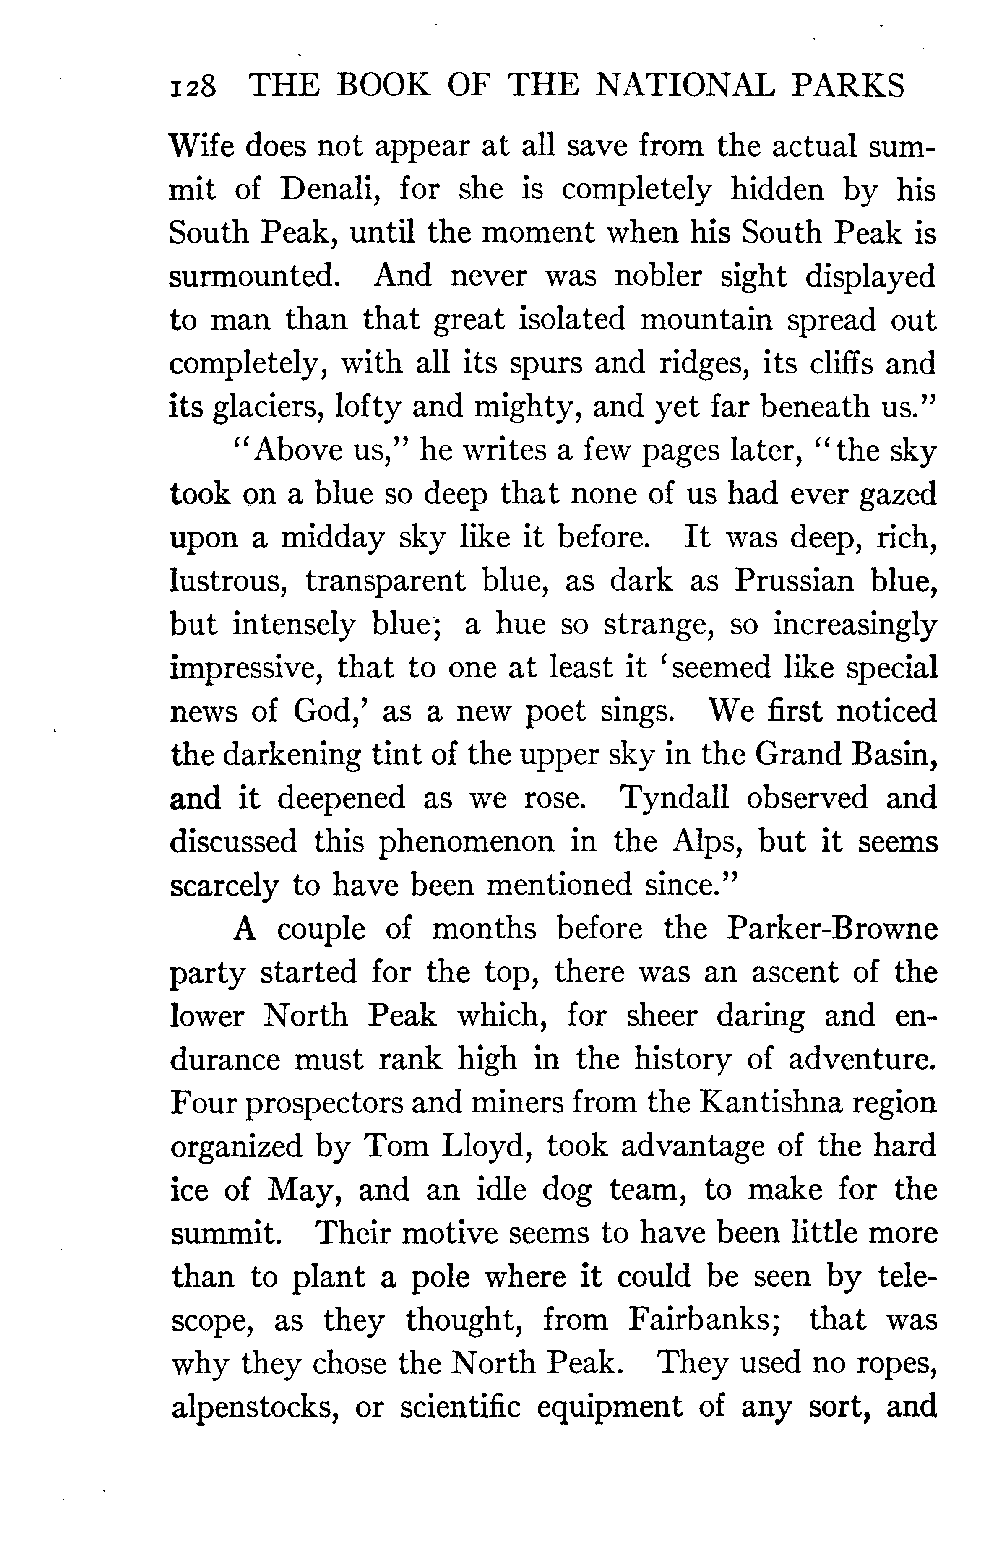 128 THE BOOK OF THE NATIONAL PARKS
Wife does not appear at all save from the actual sum-
mit of Denali, for she is completely hidden by his
South Peak, until the moment when his South Peak is
surmounted. And never was nobler sight displayed
to man than that great isolated mountain spread out
completely, with all its spurs and ridges, its cliffs and
its glaciers, lofty and mighty, and yet far beneath us."
"Above us," he writes a few pages later, "the sky
took on a blue so deep that none of us had ever gazed
upon a midday sky like it before. It was deep, rich,
lustrous, transparent blue, as dark as Prussian blue,
but intensely blue; a hue so strange, so increasingly
impressive, that to one at least it 'seemed like special
news of God,' as a new poet sings. We first noticed
the darkening tint of the upper sky in the Grand Basin,
and it deepened as we rose. Tyndall observed and
discussed this phenomenon in the Alps, but it seems
scarcely to have been mentioned since."
A couple of months before the Parker-Browne
party started for the top, there was an ascent of the
lower North Peak which, for sheer daring and en-
durance must rank high in the history of adventure.
Four prospectors and miners from the Kantishna region
organized by Tom Lloyd, took advantage of the hard
ice of May, and an idle dog team, to make for the
summit. Their motive seems to have been little more
than to plant a pole where it could be seen by tele-
scope, as they thought, from Fairbanks; that was
why they chose the North Peak. They used no ropes,
alpenstocks, or scientific equipment of any sort, and